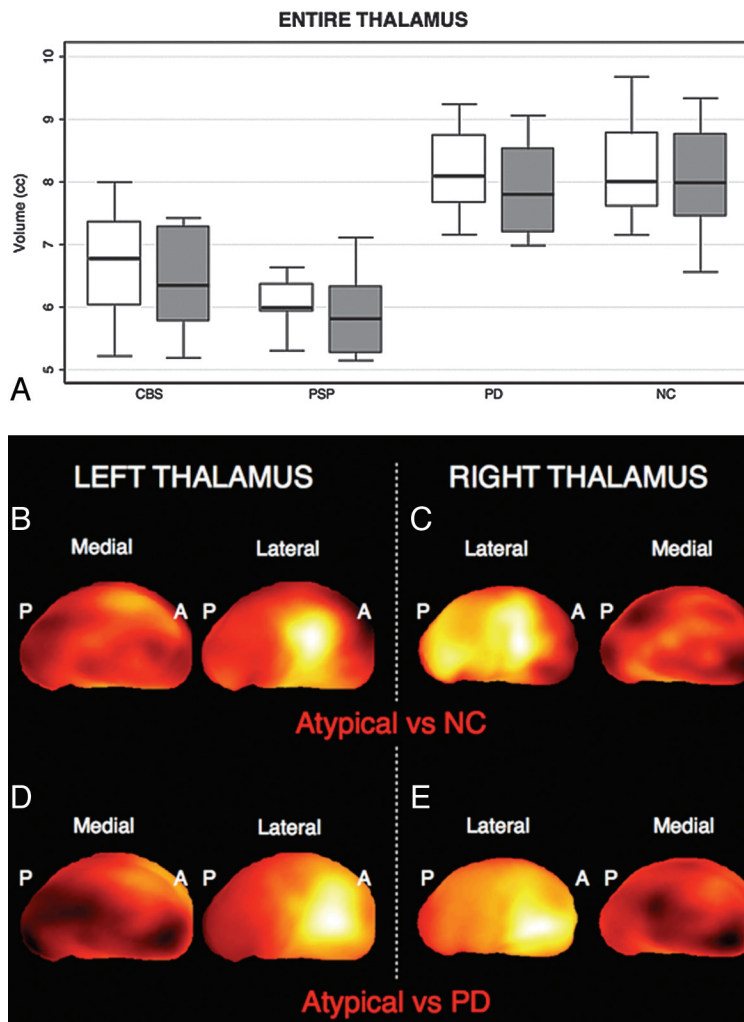 ENTIRE THALAMUS
Volume (cc)
10
9
8
7
6
5
A
CBS PSP PD NC
LEFT THALAMUS RIGHT THALAMUS
B C
Medial Lateral Lateral Medial
P A P A P A P
Atypical vs NC
D E
Medial Lateral Lateral Medial
P A P A P A P
Atypical vs PD